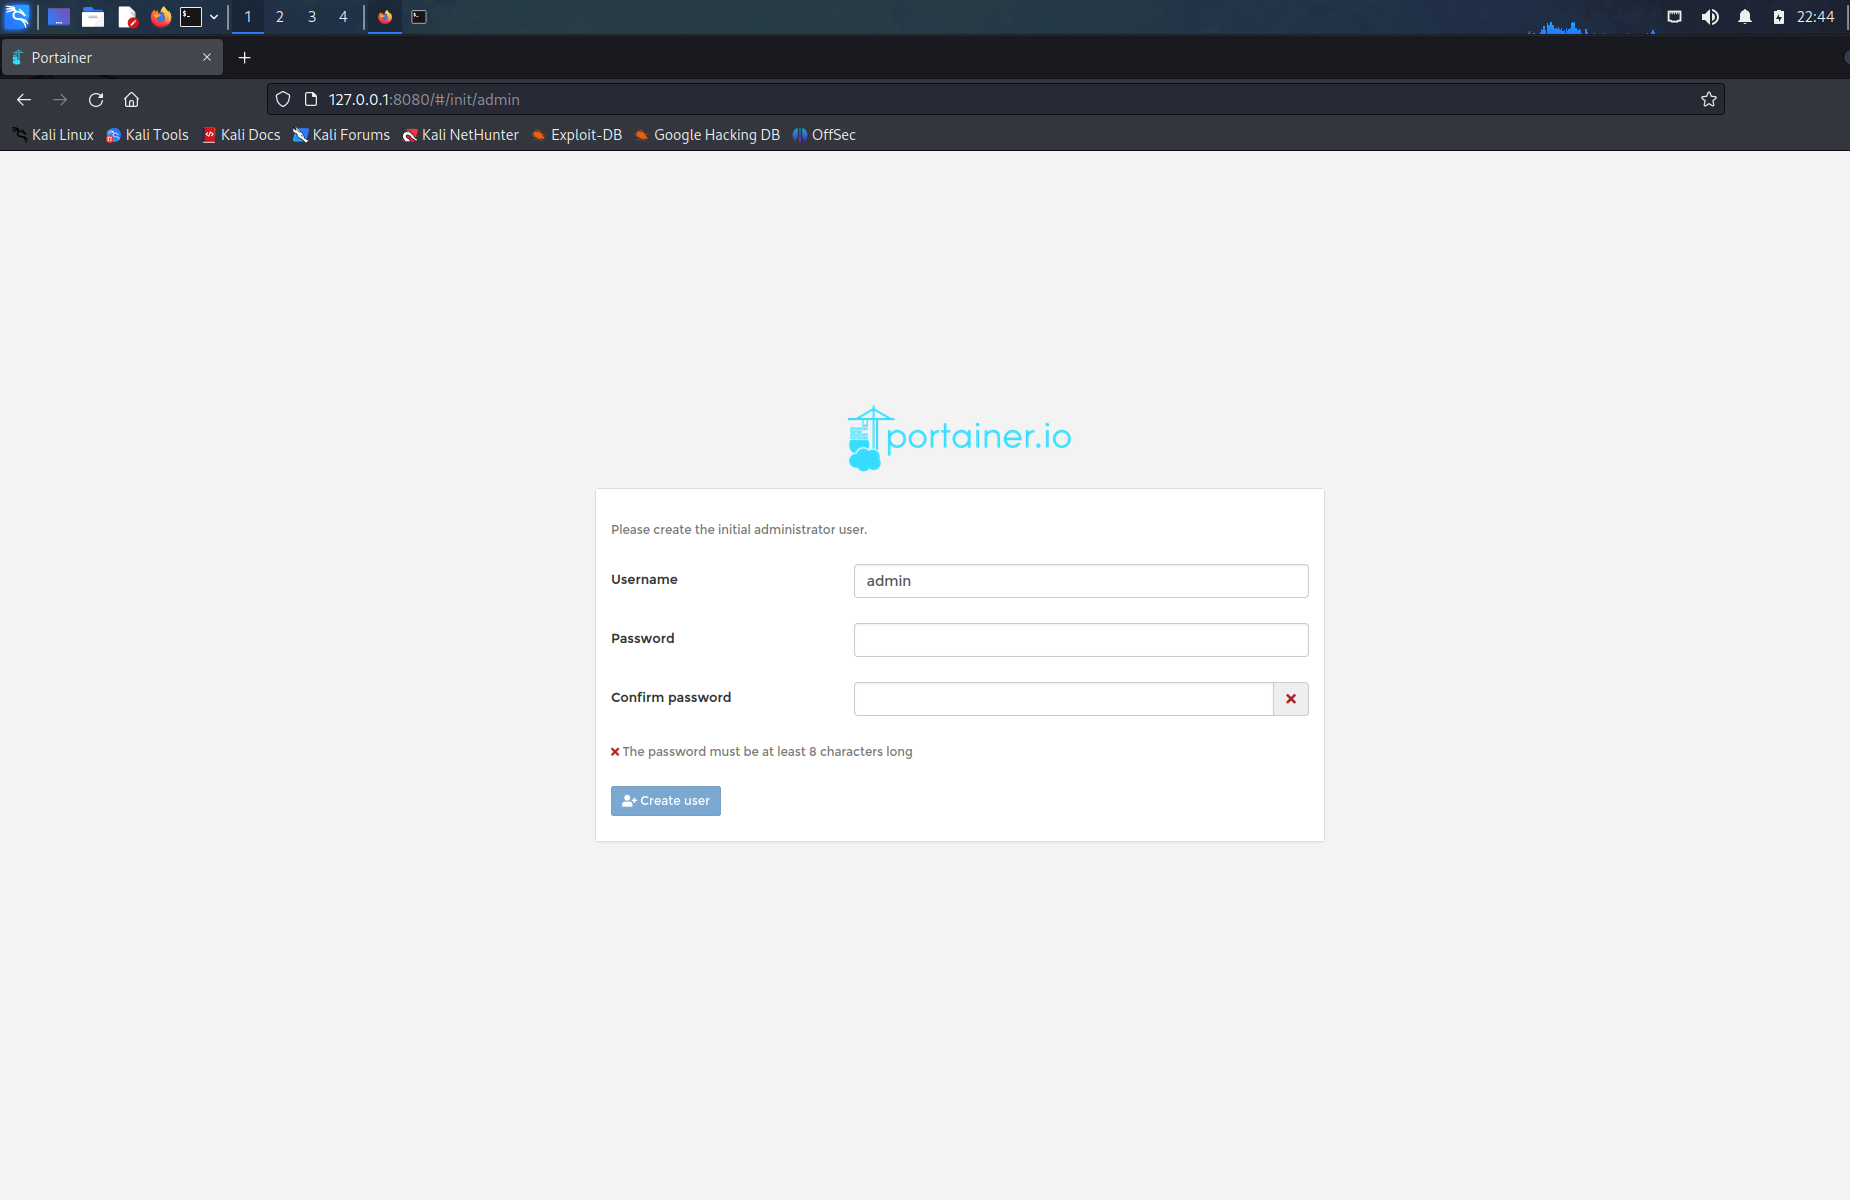 1 2 3 4 22:44
Portainer
127.0.0.1:8080/#/init/admin
Kali Linux Kali Tools Kali Docs Kali Forums Kali NetHunter Exploit-DB Google Hacking DB OffSec
portainer.io
Please create the initial administrator user.
Username admin
Password
Confirm password
The password must be at least 8 characters long
Create user